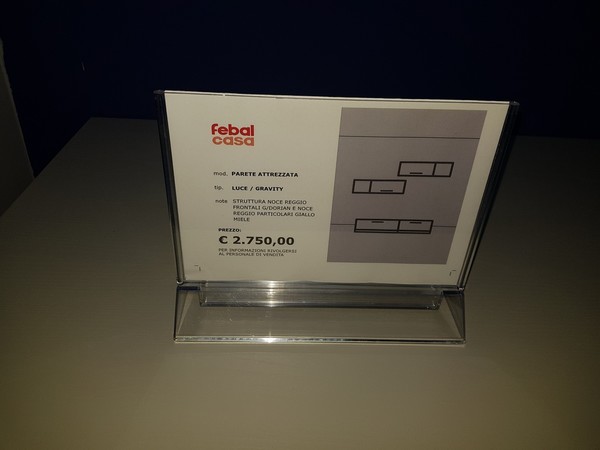 febal
casa
mod. PARETE ATTREZZATA
tip. LUCE / GRAVITY
note STRUTTURA NOCE REGGIO
FRONTALI G/DORIAN E NOCE
REGGIO PARTICOLARI GIALLO
MIELE
PREZZO:
€ 2.750,00
PER INFORMAZIONI RIVOLGERSI
AL PERSONALE DI VENDITA